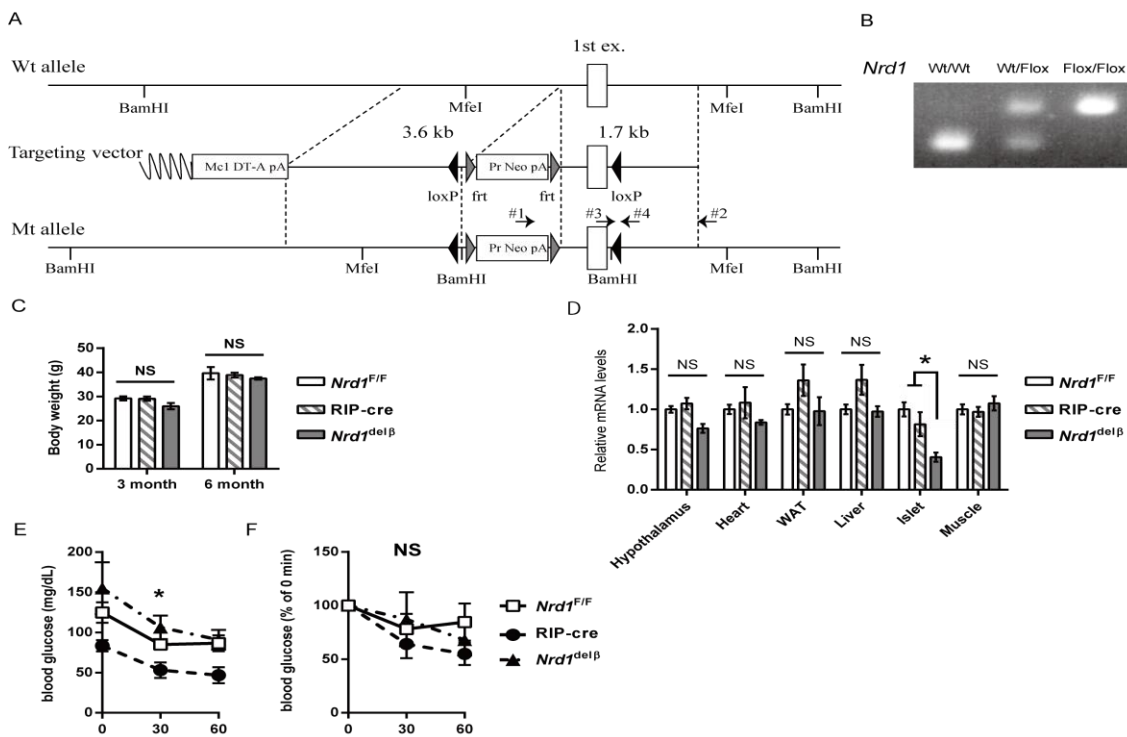 A
1st ex.
Wt allele
BamHI MfeI MfeI BamHI
3.6 kb 1.7 kb
Targeting vector
Mc1 DT-A pA Pr Neo pA
loxP frt frt loxP
#1 #3 #4 #2
Mt allele
Pr Neo pA
BamHI MfeI BamHI BamHI MfeI BamHI
B
Nrd1 Wt/Wt Wt/Flox Flox/Flox
C
Body weight (g)
50
40
30
20
10
0
NS NS
3 month 6 month
Nrd1F/F
RIP-cre
Nrd1delβ
D
Relative mRNA levels
2.0
1.5
1.0
0.5
0.0
NS NS NS NS * NS
Hypothalamus Heart WAT Liver Islet Muscle
Nrd1F/F
RIP-cre
Nrd1delβ
E
blood glucose (mg/dL)
200
150
100
50
0
*
0 30 60
F
blood glucose (% of 0 min)
150
100
50
0
NS
0 30 60
Nrd1F/F
RIP-cre
Nrd1delβ